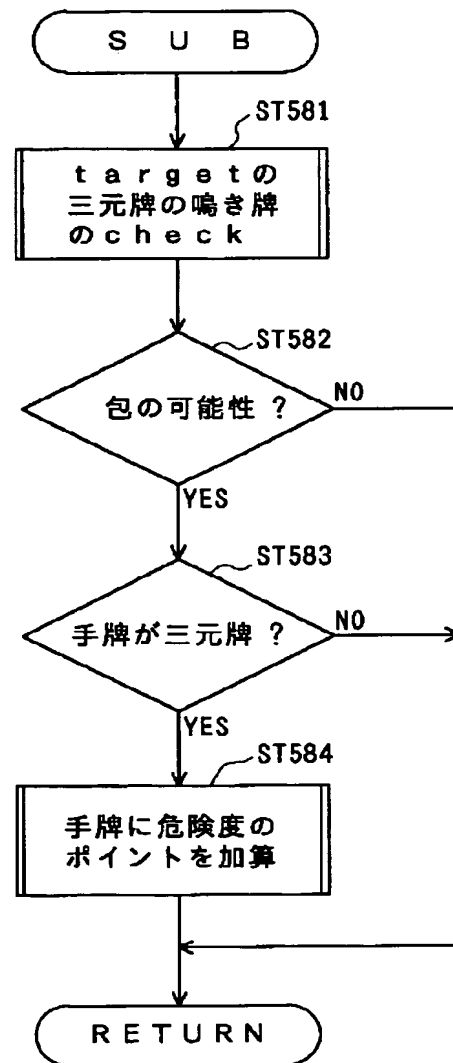 ＳＵＢ
ST581
ｔａｒｇｅｔの
三元牌の鳴き牌
のｃｈｅｃｋ
ST582
包の可能性？
NO
YES
ST583
手牌が三元牌？
NO
YES
ST584
手牌に危険度の
ポイントを加算
ＲＥＴＵＲＮ